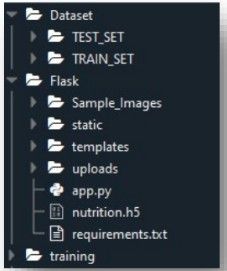 Dataset
TEST_SET
TRAIN_SET
Flask
Sample_Images
static
templates
uploads
app.py
nutrition.h5
requirements.txt
training